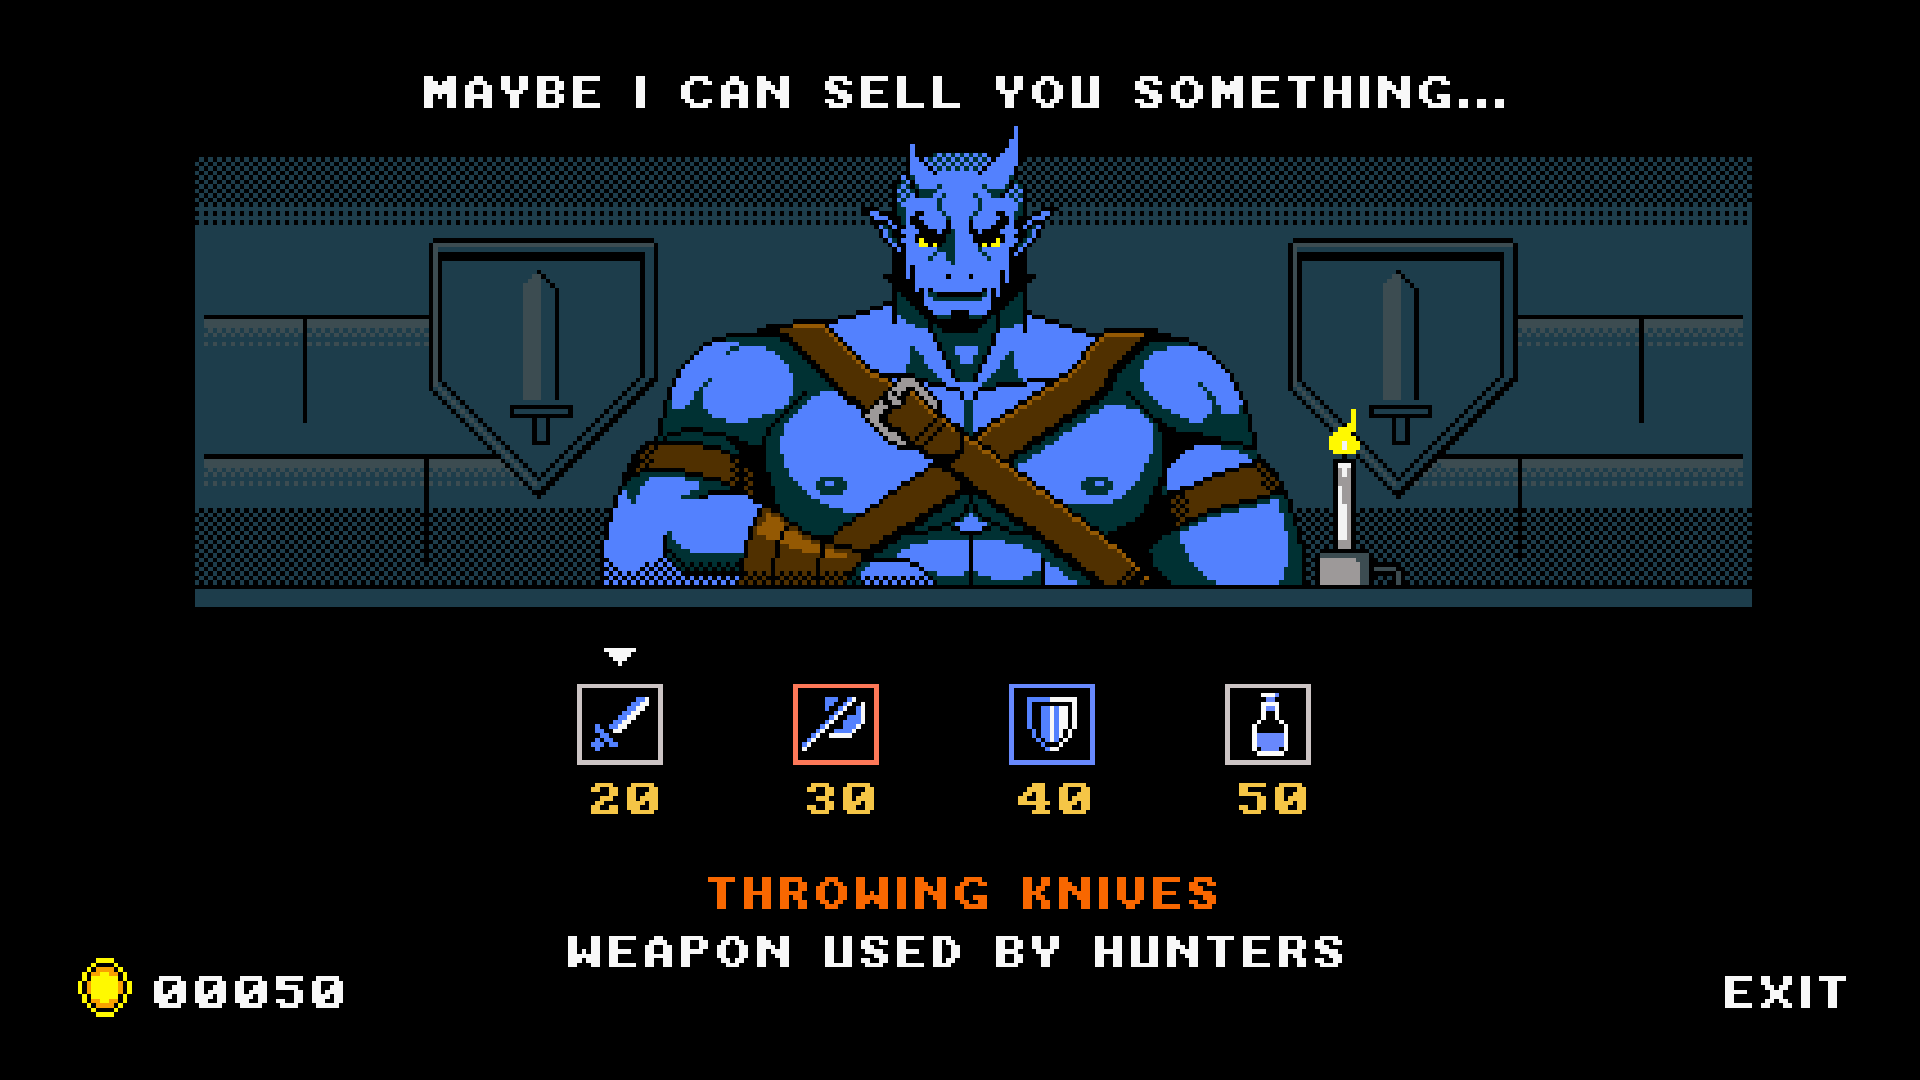 MAYBE I CAN SELL YOU SOMETHING...
20 30 40 50
THROWING KNIVES
WEAPON USED BY HUNTERS
00050
EXIT